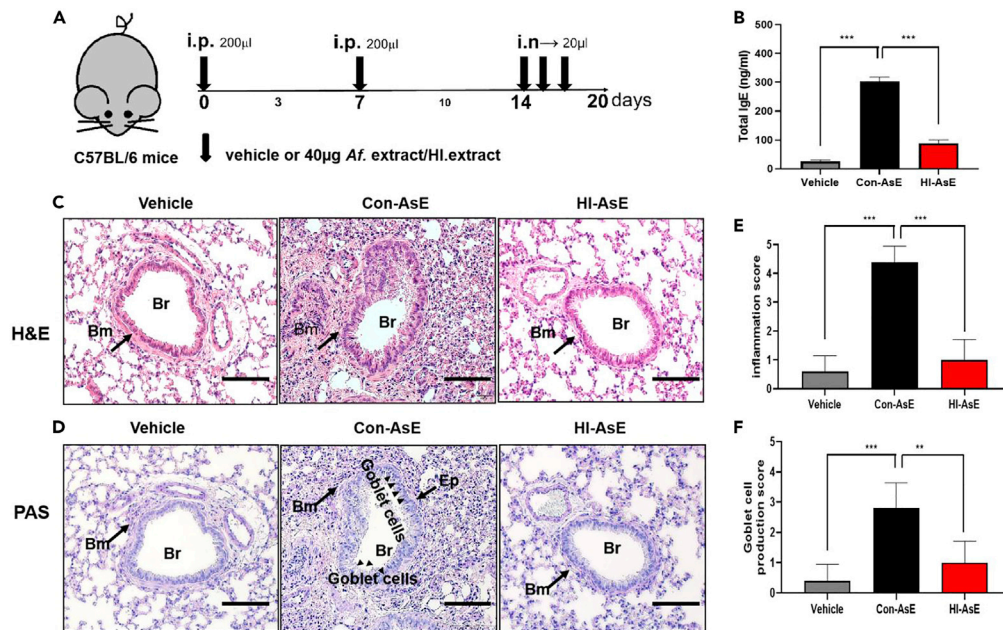 A
i.p. 200µl
i.p. 200µl
i.n→ 20µl
0
3
7
10
14
20 days
C57BL/6 mice
vehicle or 40µg Af. extract/HI.extract
B
Total IgE (ng/ml)
500
400
300
200
100
0
***
***
Vehicle
Con-AsE
HI-AsE
C
Vehicle
Con-AsE
HI-AsE
H&E
Br
Bm
Br
Bm
Br
Bm
D
Vehicle
Con-AsE
HI-AsE
PAS
Br
Bm
Goblet cells
Ep
Bm
Br
Goblet cells
Br
Bm
E
inflammation score
5
4
3
2
1
0
***
***
Vehicle
Con-AsE
HI-AsE
F
Goblet cell
production score
5
4
3
2
1
0
***
**
Vehicle
Con-AsE
HI-AsE